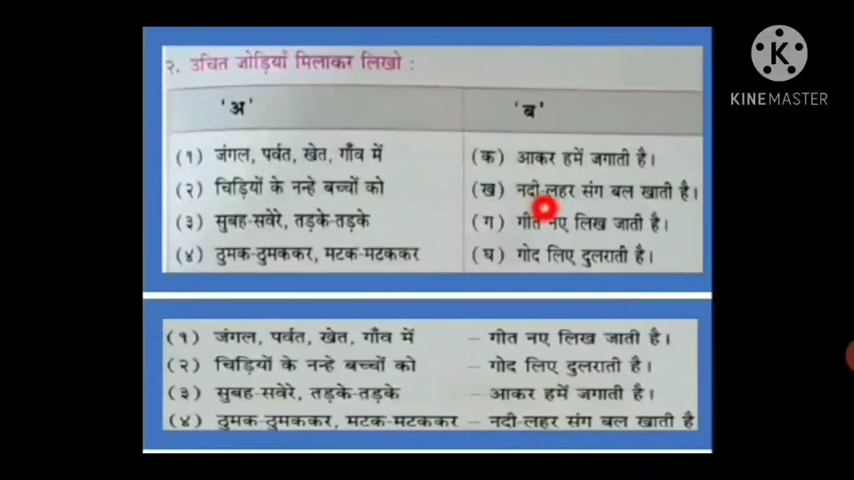 २. उचित जोड़ियाँ मिलाकर लिखो :
'अ' 'ब'
(१) जंगल, पर्वत, खेत, गाँव में (क) आकर हमें जगाती है।
(२) चिड़ियों के नन्हे बच्चों को (ख) नदी-लहर संग बल खाती है।
(३) सुबह-सवेरे, तड़के-तड़के (ग) गीत नए लिख जाती है।
(४) ठुमक-ठुमककर, मटक-मटककर (घ) गोद लिए दुलराती है।
(१) जंगल, पर्वत, खेत, गाँव में – गीत नए लिख जाती है।
(२) चिड़ियों के नन्हे बच्चों को – गोद लिए दुलराती है।
(३) सुबह-सवेरे, तड़के-तड़के – आकर हमें जगाती है।
(४) ठुमक-ठुमककर, मटक-मटककर – नदी-लहर संग बल खाती है
K
KINEMASTER